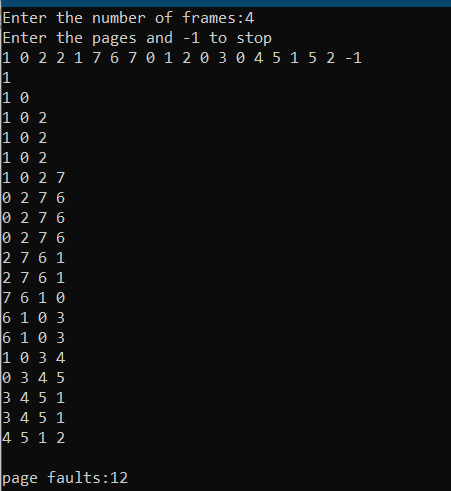 Enter the number of frames:4
Enter the pages and -1 to stop
1 0 2 2 1 7 6 7 0 1 2 0 3 0 4 5 1 5 2 -1
1
1 0
1 0 2
1 0 2
1 0 2
1 0 2 7
0 2 7 6
0 2 7 6
0 2 7 6
2 7 6 1
2 7 6 1
7 6 1 0
6 1 0 3
6 1 0 3
1 0 3 4
0 3 4 5
3 4 5 1
3 4 5 1
4 5 1 2
page faults:12